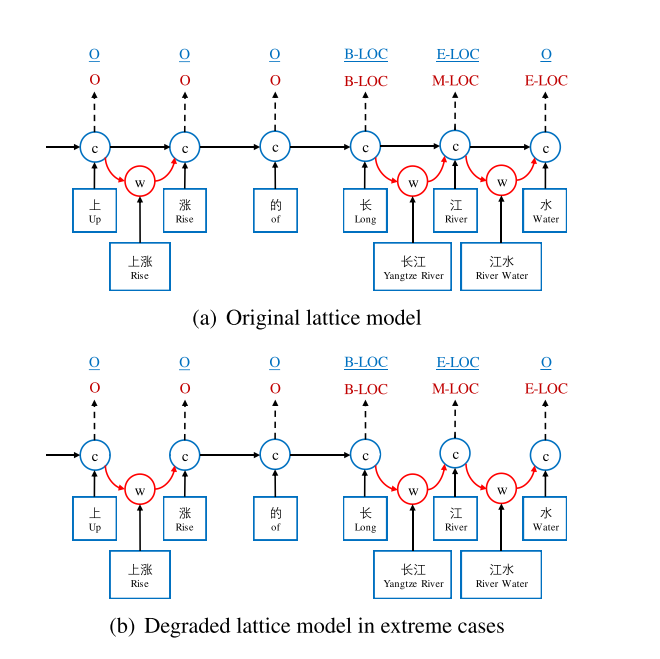 O O O B-LOC E-LOC O
O O O B-LOC M-LOC E-LOC
c c c c c c
w w w
上 涨 的 长 江 水
Up Rise of Long River Water
上涨 长江 江水
Rise Yangtze River River Water
(a) Original lattice model
O O O B-LOC E-LOC O
O O O B-LOC M-LOC E-LOC
c c c c c c
w w w
上 涨 的 长 江 水
Up Rise of Long River Water
上涨 长江 江水
Rise Yangtze River River Water
(b) Degraded lattice model in extreme cases